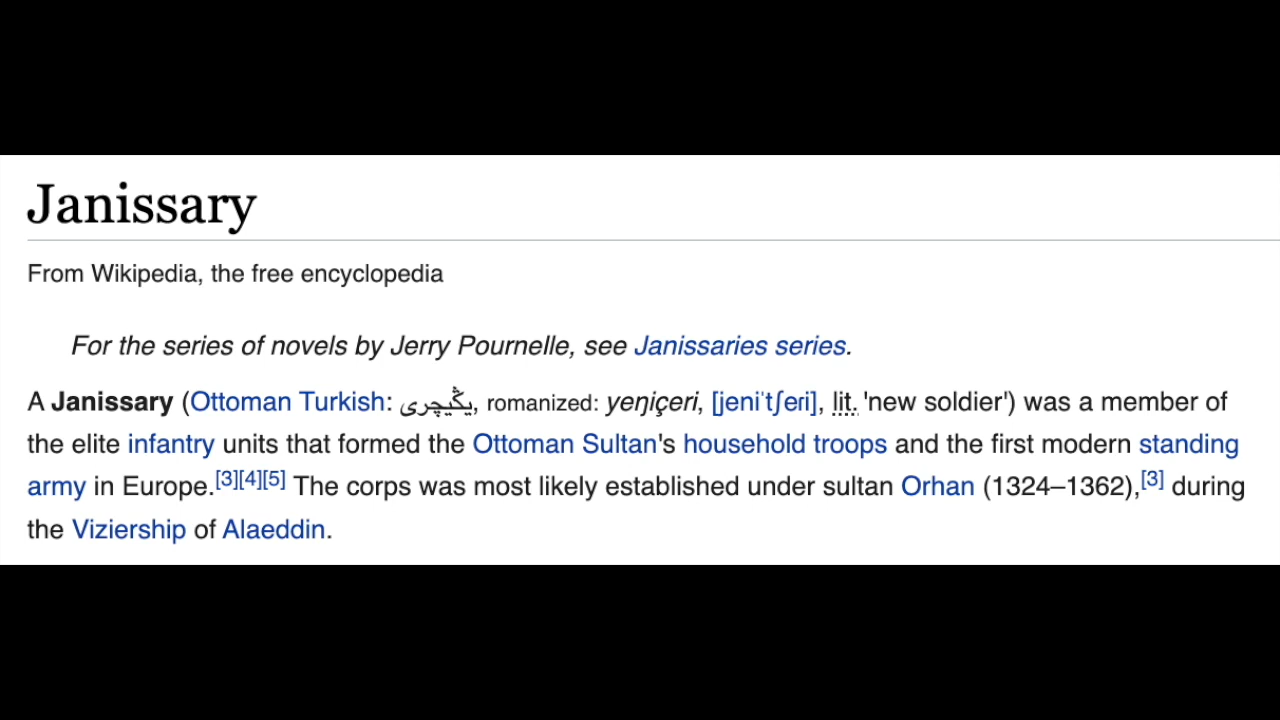 Janissary
From Wikipedia, the free encyclopedia
For the series of novels by Jerry Pournelle, see Janissaries series.
A Janissary (Ottoman Turkish: یڭیچری, romanized: yeŋiçeri, [jeniˈtʃeɾi], lit. 'new soldier') was a member of
the elite infantry units that formed the Ottoman Sultan's household troops and the first modern standing
army in Europe.[3][4][5] The corps was most likely established under sultan Orhan (1324–1362),[3] during
the Viziership of Alaeddin.